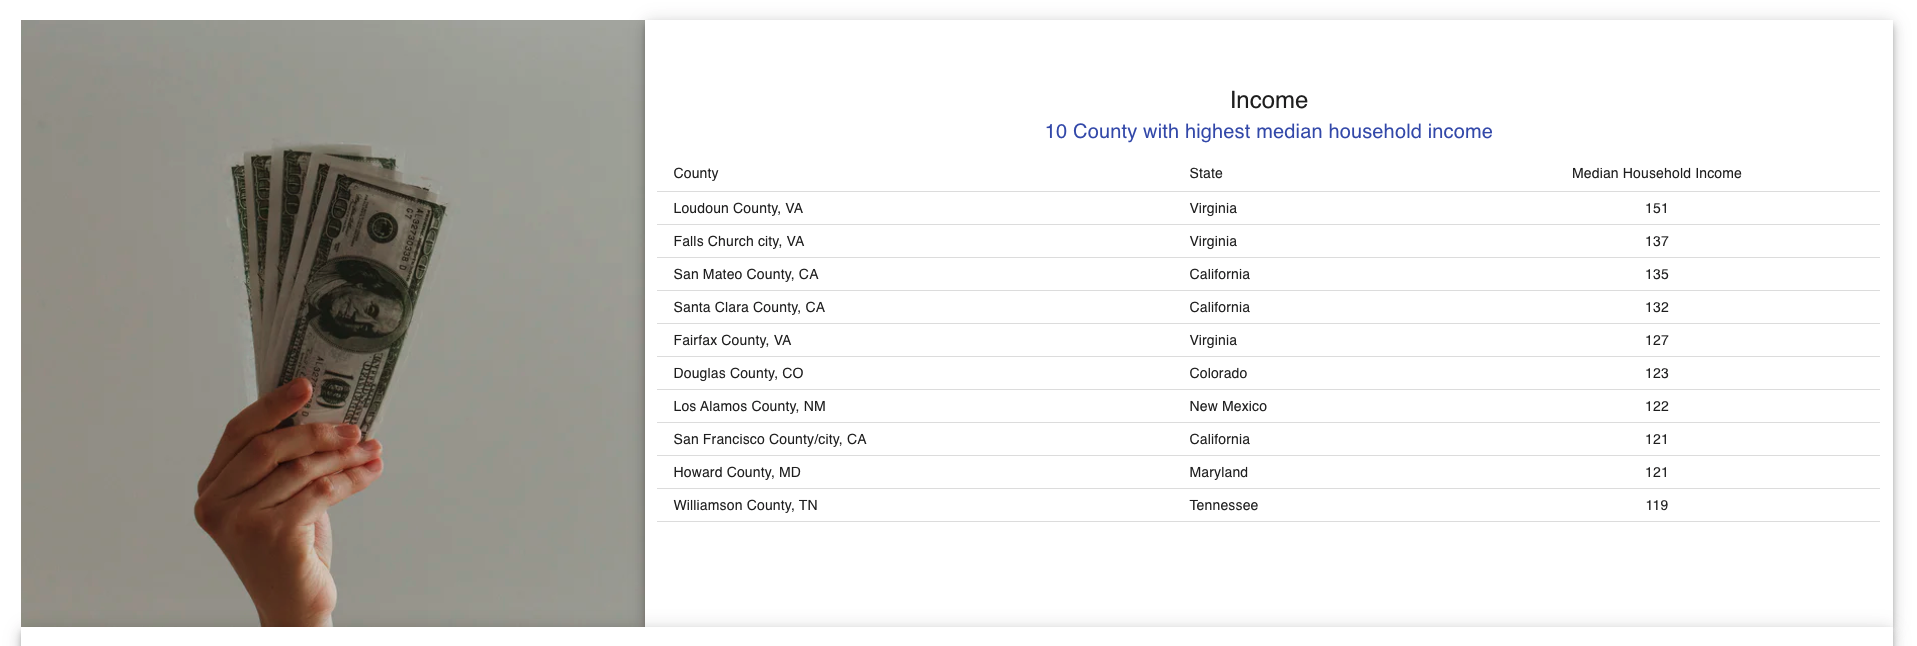 Income
10 County with highest median household income
County State Median Household Income
Loudoun County, VA Virginia 151
Falls Church city, VA Virginia 137
San Mateo County, CA California 135
Santa Clara County, CA California 132
Fairfax County, VA Virginia 127
Douglas County, CO Colorado 123
Los Alamos County, NM New Mexico 122
San Francisco County/city, CA California 121
Howard County, MD Maryland 121
Williamson County, TN Tennessee 119